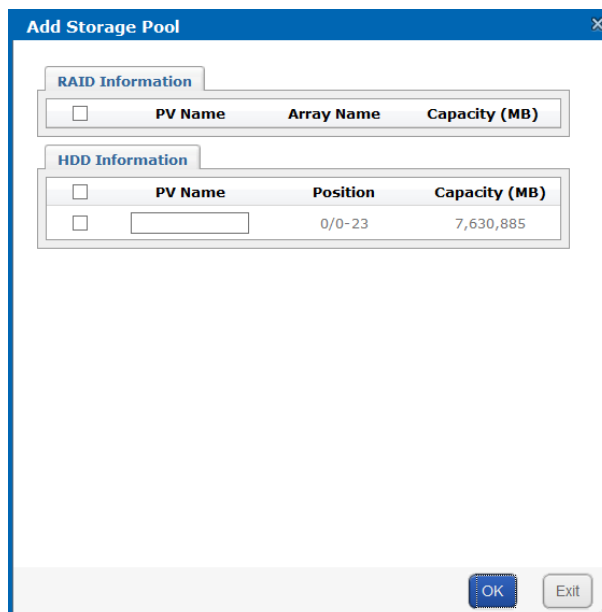 Add Storage Pool
RAID Information
PV Name Array Name Capacity (MB)
HDD Information
PV Name Position Capacity (MB)
0/0-23 7,630,885
OK Exit